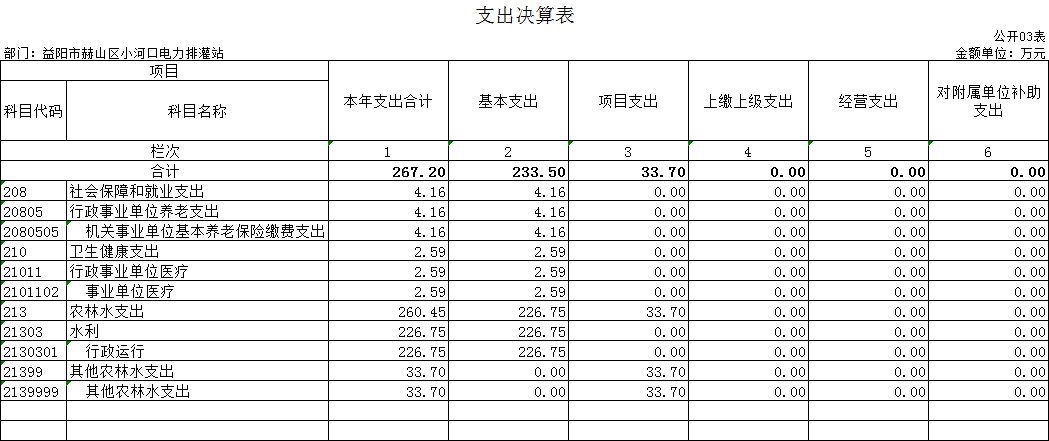 支出决算表
公开03表
部门：益阳市赫山区小河口电力排灌站 金额单位：万元
项目 本年支出合计 基本支出 项目支出 上缴上级支出 经营支出 对附属单位补助
支出
科目代码 科目名称
栏次 1 2 3 4 5 6
合计 267.20 233.50 33.70 0.00 0.00 0.00
208 社会保障和就业支出 4.16 4.16 0.00 0.00 0.00 0.00
20805 行政事业单位养老支出 4.16 4.16 0.00 0.00 0.00 0.00
2080505 机关事业单位基本养老保险缴费支出 4.16 4.16 0.00 0.00 0.00 0.00
210 卫生健康支出 2.59 2.59 0.00 0.00 0.00 0.00
21011 行政事业单位医疗 2.59 2.59 0.00 0.00 0.00 0.00
2101102 事业单位医疗 2.59 2.59 0.00 0.00 0.00 0.00
213 农林水支出 260.45 226.75 33.70 0.00 0.00 0.00
21303 水利 226.75 226.75 0.00 0.00 0.00 0.00
2130301 行政运行 226.75 226.75 0.00 0.00 0.00 0.00
21399 其他农林水支出 33.70 0.00 33.70 0.00 0.00 0.00
2139999 其他农林水支出 33.70 0.00 33.70 0.00 0.00 0.00